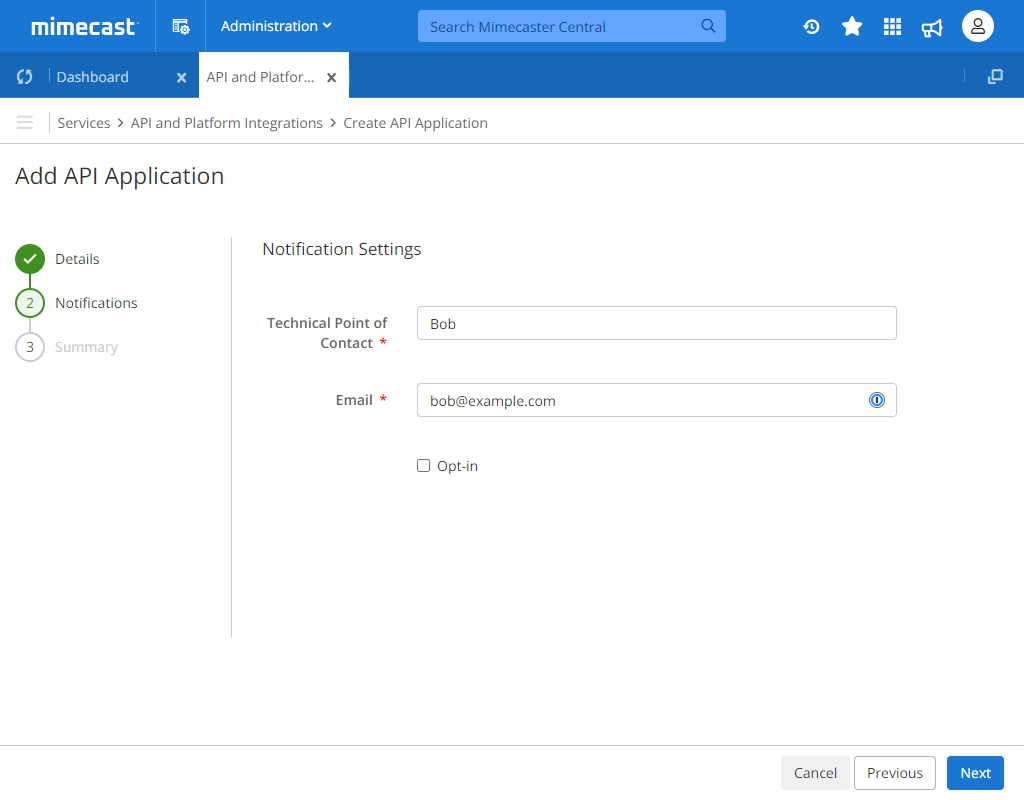 mimecast
Administration
Search Mimecaster Central
Dashboard
API and Platfor...
Services > API and Platform Integrations > Create API Application
Add API Application
Details
2 Notifications
3 Summary
Notification Settings
Technical Point of
Contact *
Bob
Email *
bob@example.com
Opt-in
Cancel
Previous
Next